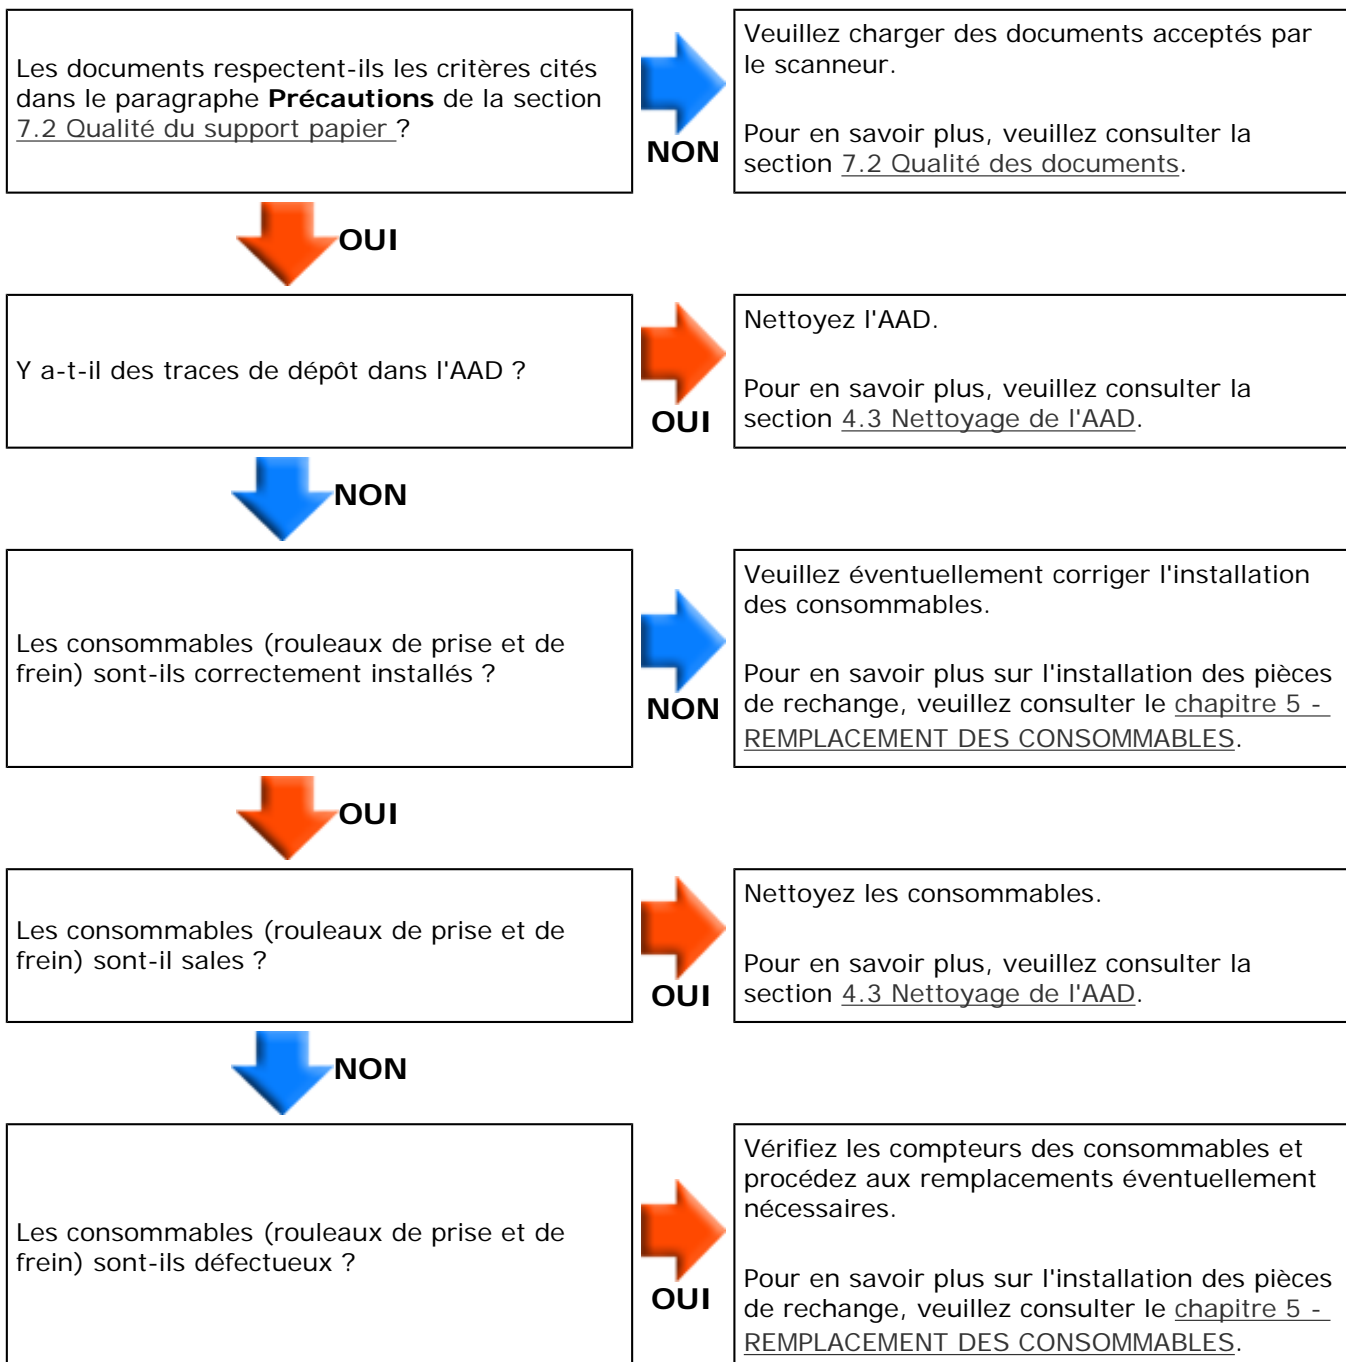 Les documents respectent-ils les critères cités
dans le paragraphe Précautions de la section
7.2 Qualité du support papier ?
NON
Veuillez charger des documents acceptés par
le scanneur.
Pour en savoir plus, veuillez consulter la
section 7.2 Qualité des documents.
OUI
Y a-t-il des traces de dépôt dans l'AAD ?
OUI
Nettoyez l'AAD.
Pour en savoir plus, veuillez consulter la
section 4.3 Nettoyage de l'AAD.
NON
Les consommables (rouleaux de prise et de
frein) sont-ils correctement installés ?
NON
Veuillez éventuellement corriger l'installation
des consommables.
Pour en savoir plus sur l'installation des pièces
de rechange, veuillez consulter le chapitre 5 -
REMPLACEMENT DES CONSOMMABLES.
OUI
Les consommables (rouleaux de prise et de
frein) sont-il sales ?
OUI
Nettoyez les consommables.
Pour en savoir plus, veuillez consulter la
section 4.3 Nettoyage de l'AAD.
NON
Les consommables (rouleaux de prise et de
frein) sont-ils défectueux ?
OUI
Vérifiez les compteurs des consommables et
procédez aux remplacements éventuellement
nécessaires.
Pour en savoir plus sur l'installation des pièces
de rechange, veuillez consulter le chapitre 5 -
REMPLACEMENT DES CONSOMMABLES.